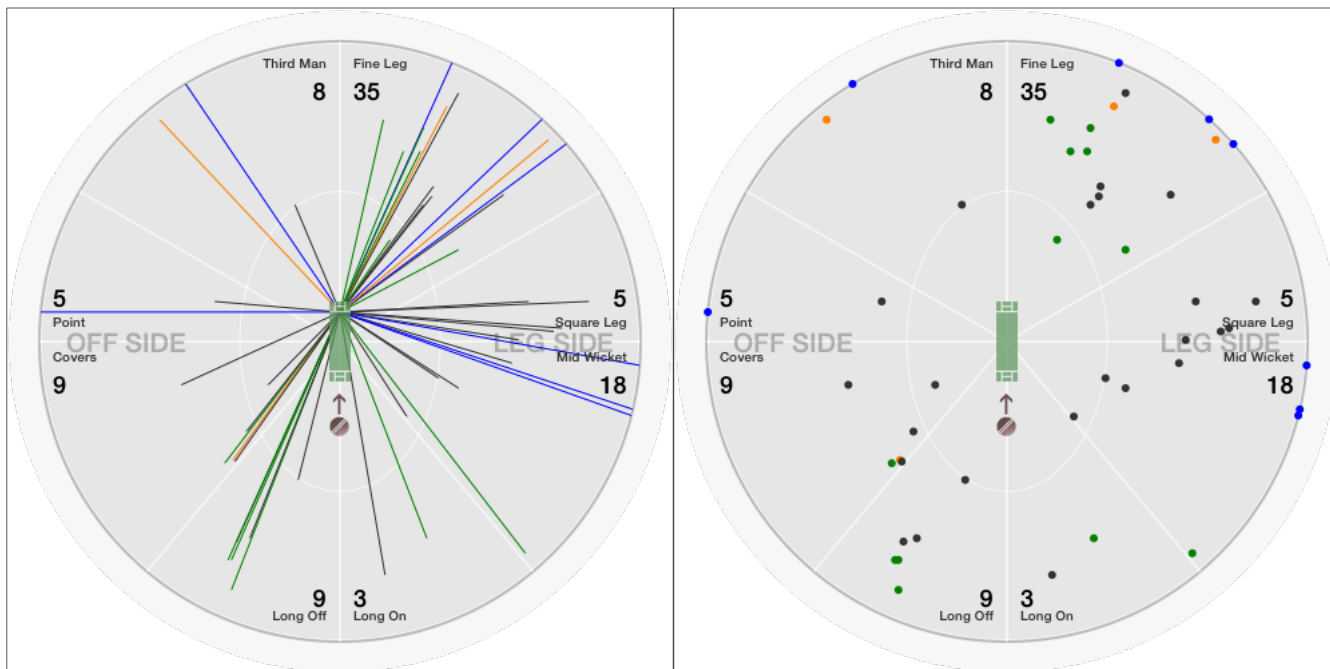 Third Man Fine Leg
8 35
5 5
Point Square Leg
OFF SIDE LEG SIDE
Covers Mid Wicket
9 18
9 3
Long Off Long On
Third Man Fine Leg
8 35
5 5
Point Square Leg
OFF SIDE LEG SIDE
Covers Mid Wicket
9 18
9 3
Long Off Long On